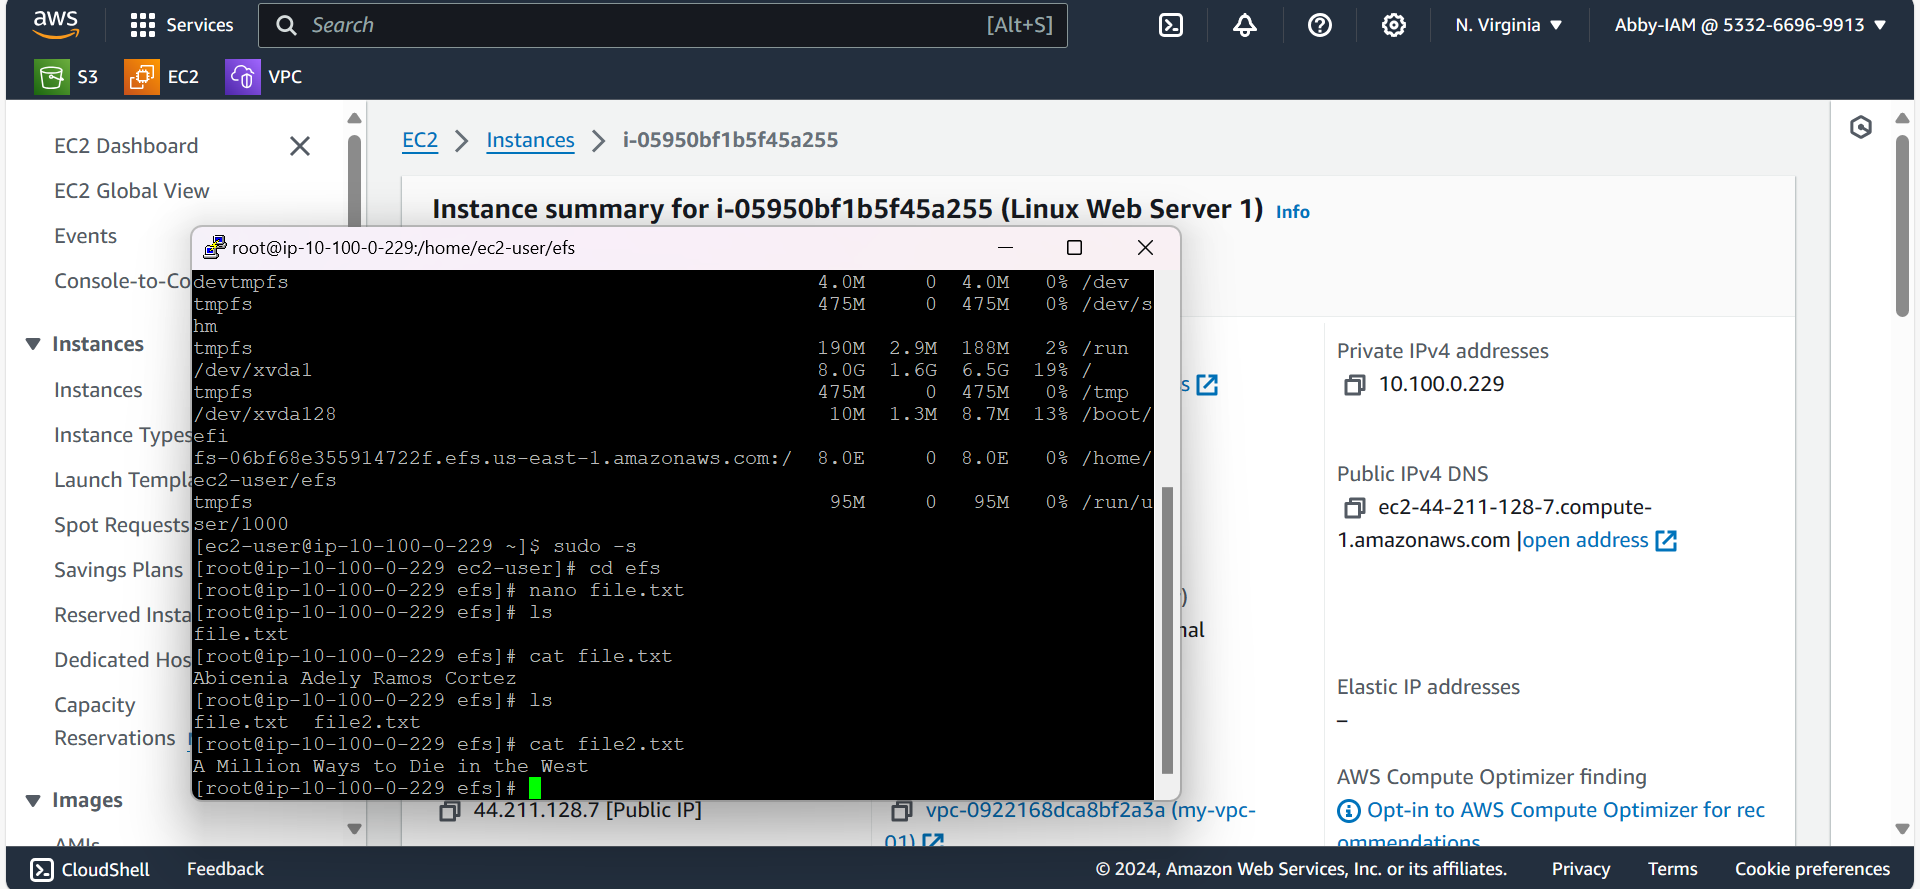 aws
Services
Search
[Alt+S]
N. Virginia
Abby-IAM @ 5332-6696-9913
S3
EC2
VPC
EC2 Dashboard
EC2 Global View
Events
Console-to-Co
Instances
Instances
Instance Types
Launch Templa
Spot Requests
Savings Plans
Reserved Insta
Dedicated Hos
Capacity
Reservations
Images
AMIs
EC2 > Instances > i-05950bf1b5f45a255
Instance summary for i-05950bf1b5f45a255 (Linux Web Server 1) Info
root@ip-10-100-0-229:/home/ec2-user/efs
devtmpfs 4.0M 0 4.0M 0% /dev
tmpfs 475M 0 475M 0% /dev/s
hm
tmpfs 190M 2.9M 188M 2% /run
/dev/xvda1 8.0G 1.6G 6.5G 19% /
tmpfs 475M 0 475M 0% /tmp
/dev/xvda128 10M 1.3M 8.7M 13% /boot/
efi
fs-06bf68e355914722f.efs.us-east-1.amazonaws.com:/ 8.0E 0 8.0E 0% /home/
ec2-user/efs
tmpfs 95M 0 95M 0% /run/u
ser/1000
[ec2-user@ip-10-100-0-229 ~]$ sudo -s
[root@ip-10-100-0-229 ec2-user]# cd efs
[root@ip-10-100-0-229 efs]# nano file.txt
[root@ip-10-100-0-229 efs]# ls
file.txt
[root@ip-10-100-0-229 efs]# cat file.txt
Abicenia Adely Ramos Cortez
[root@ip-10-100-0-229 efs]# ls
file.txt file2.txt
[root@ip-10-100-0-229 efs]# cat file2.txt
A Million Ways to Die in the West
[root@ip-10-100-0-229 efs]#
s
)
nal
44.211.128.7 [Public IP]
vpc-0922168dca8bf2a3a (my-vpc-
01)
Private IPv4 addresses
10.100.0.229
Public IPv4 DNS
ec2-44-211-128-7.compute-
1.amazonaws.com |open address
Elastic IP addresses
–
AWS Compute Optimizer finding
Opt-in to AWS Compute Optimizer for rec
ommendations
CloudShell
Feedback
© 2024, Amazon Web Services, Inc. or its affiliates.
Privacy
Terms
Cookie preferences